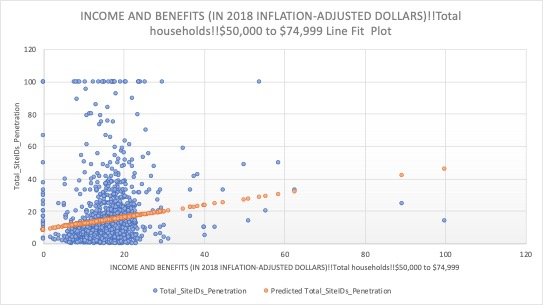 INCOME AND BENEFITS (IN 2018 INFLATION-ADJUSTED DOLLARS)!!Total
households!!$50,000 to $74,999 Line Fit Plot
120
100
80
60
40
20
0
Total_SiteIDs_Penetration
0 20 40 60 80 100 120
INCOME AND BENEFITS (IN 2018 INFLATION-ADJUSTED DOLLARS)!!Total households!!$50,000 to $74,999
Total_SiteIDs_Penetration Predicted Total_SiteIDs_Penetration